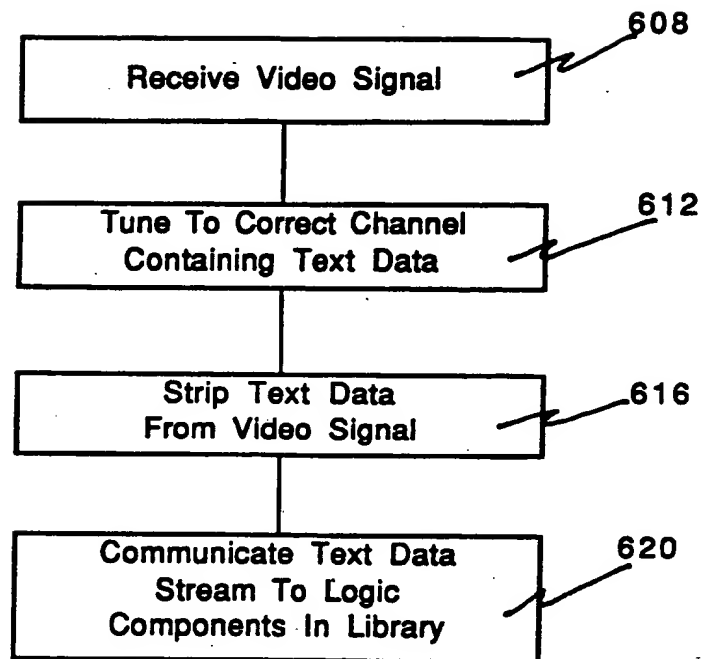 608
Receive Video Signal
612
Tune To Correct Channel
Containing Text Data
616
Strip Text Data
From Video Signal
620
Communicate Text Data
Stream To Logic
Components In Library